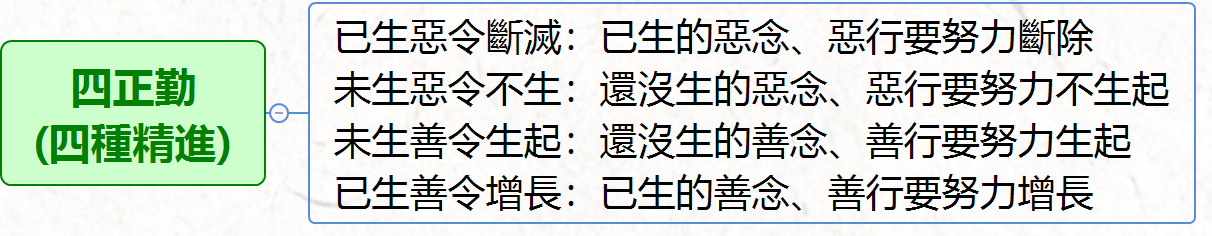 四正勤
(四種精進)
已生惡令斷滅：已生的惡念、惡行要努力斷除
未生惡令不生：還沒生的惡念、惡行要努力不生起
未生善令生起：還沒生的善念、善行要努力生起
已生善令增長：已生的善念、善行要努力增長